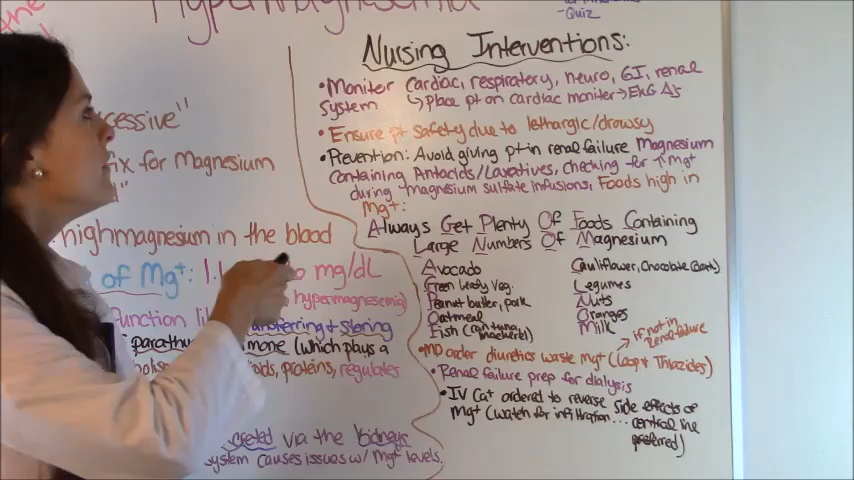 Hypermagnesemia
the
-Quiz
cessive"
fix for magnesium
high magnesium in the blood
of Mg+: 1. mg/dL
hypermagnesemia)
Function li transferring & storing
parathy mone (which plays a
ids, proteins, regulates
creted via the kidneys
system causes issues w/ Mg+ levels.
Nursing Interventions:
•Monitor cardiac, respiratory, neuro, GI, renal
system ↳place pt on cardiac monitor→EKG Δs
•Ensure pt safety due to lethargic/drowsy
•Prevention: Avoid giving pt in renal failure Magnesium
containing Antacids/Laxatives, checking for ↑Mg+
during magnesium sulfate infusions, Foods high in
Mg+:
Always Get Plenty Of Foods Containing
Large Numbers Of Magnesium
Avocado
Green leafy veg.
Peanut butter, pork
Oatmeal
Fish (can tuna,
mackerel)
Cauliflower, chocolate (dark)
Legumes
Nuts
Oranges
Milk
if not in
renal failure
•MD order diuretics waste Mg+ (Loop & Thiazides)
•Renal failure prep for dialysis
•IV Ca+ ordered to reverse side effects of
Mg+ (watch for infiltration... central line
preferred)